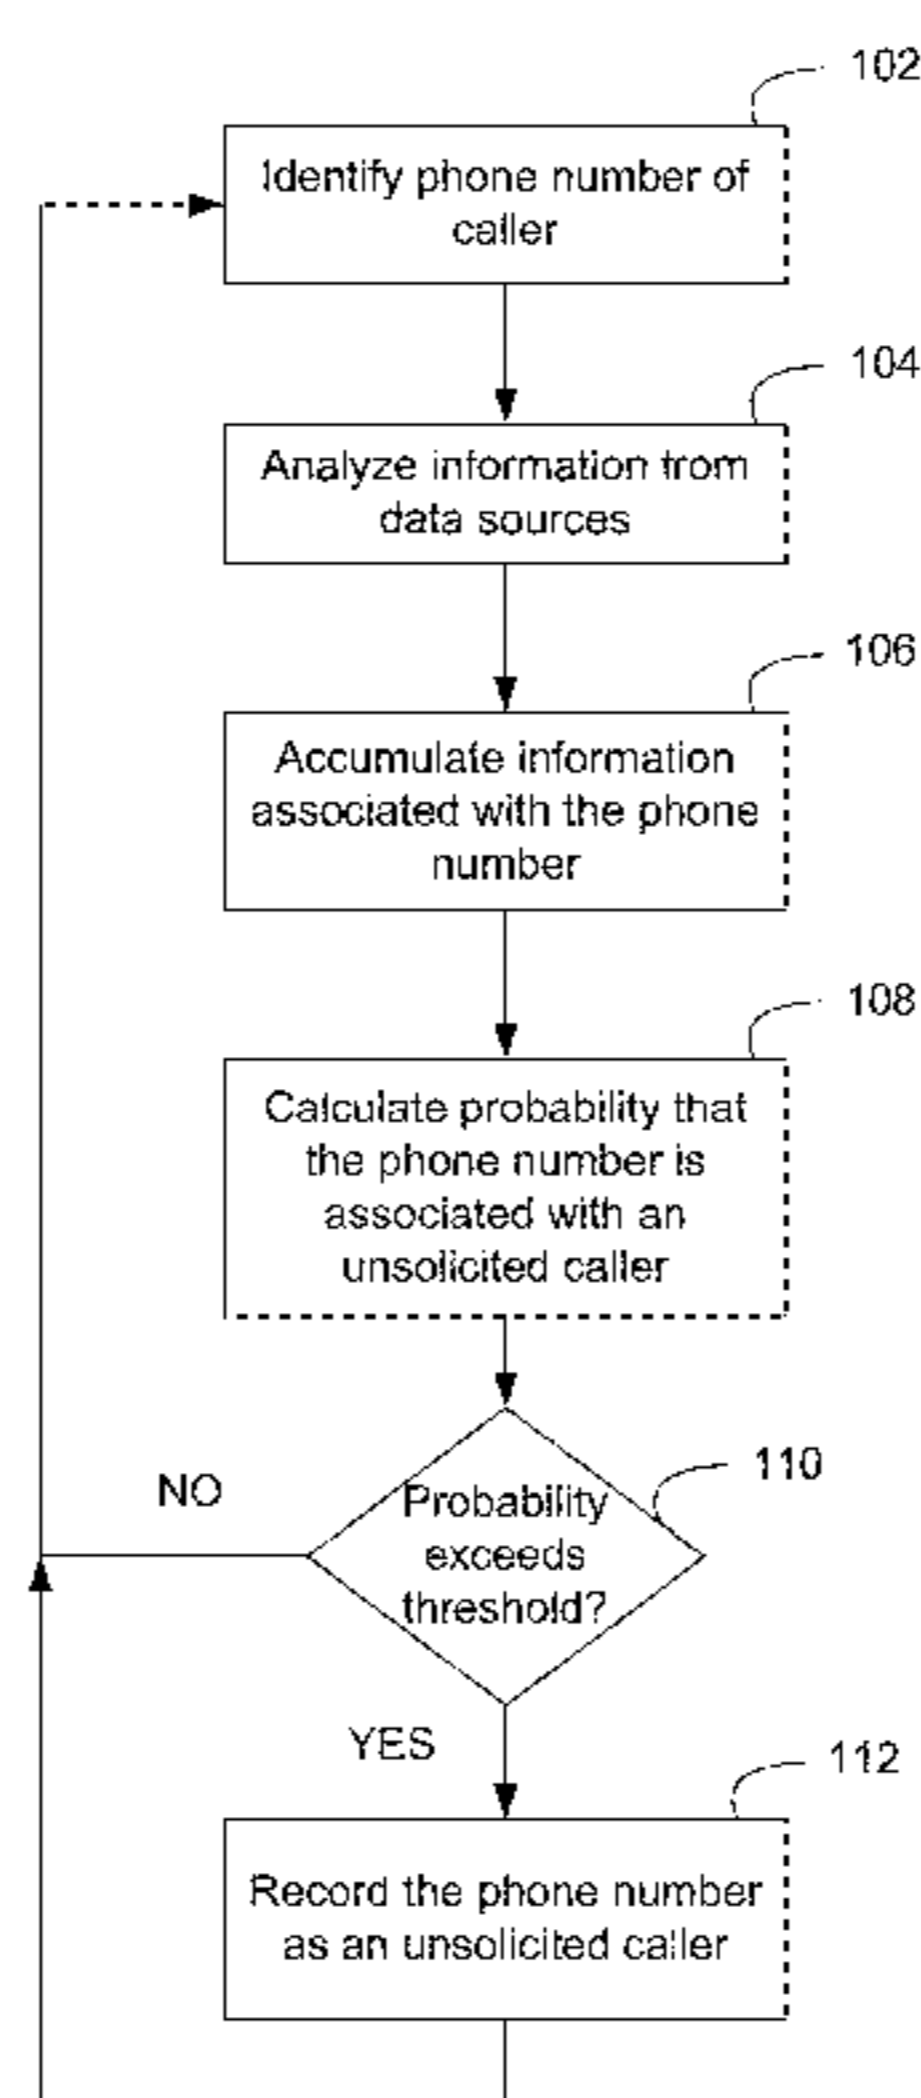 102
Identify phone number of
caller
104
Analyze information from
data sources
106
Accumulate information
associated with the phone
number
108
Calculate probability that
the phone number is
associated with an
unsolicited caller
110
NO
Probability
exceeds
threshold?
YES
112
Record the phone number
as an unsolicited caller